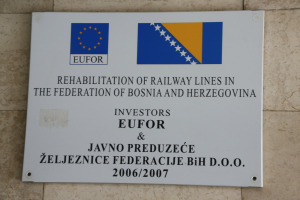 EUFOR
REHABILITATION OF RAILWAY LINES IN
THE FEDERATION OF BOSNIA AND HERZEGOVINA
INVESTORS
EUFOR
&
JAVNO PREDUZEĆE
ŽELJEZNICE FEDERACIJE BiH D.O.O.
2006/2007